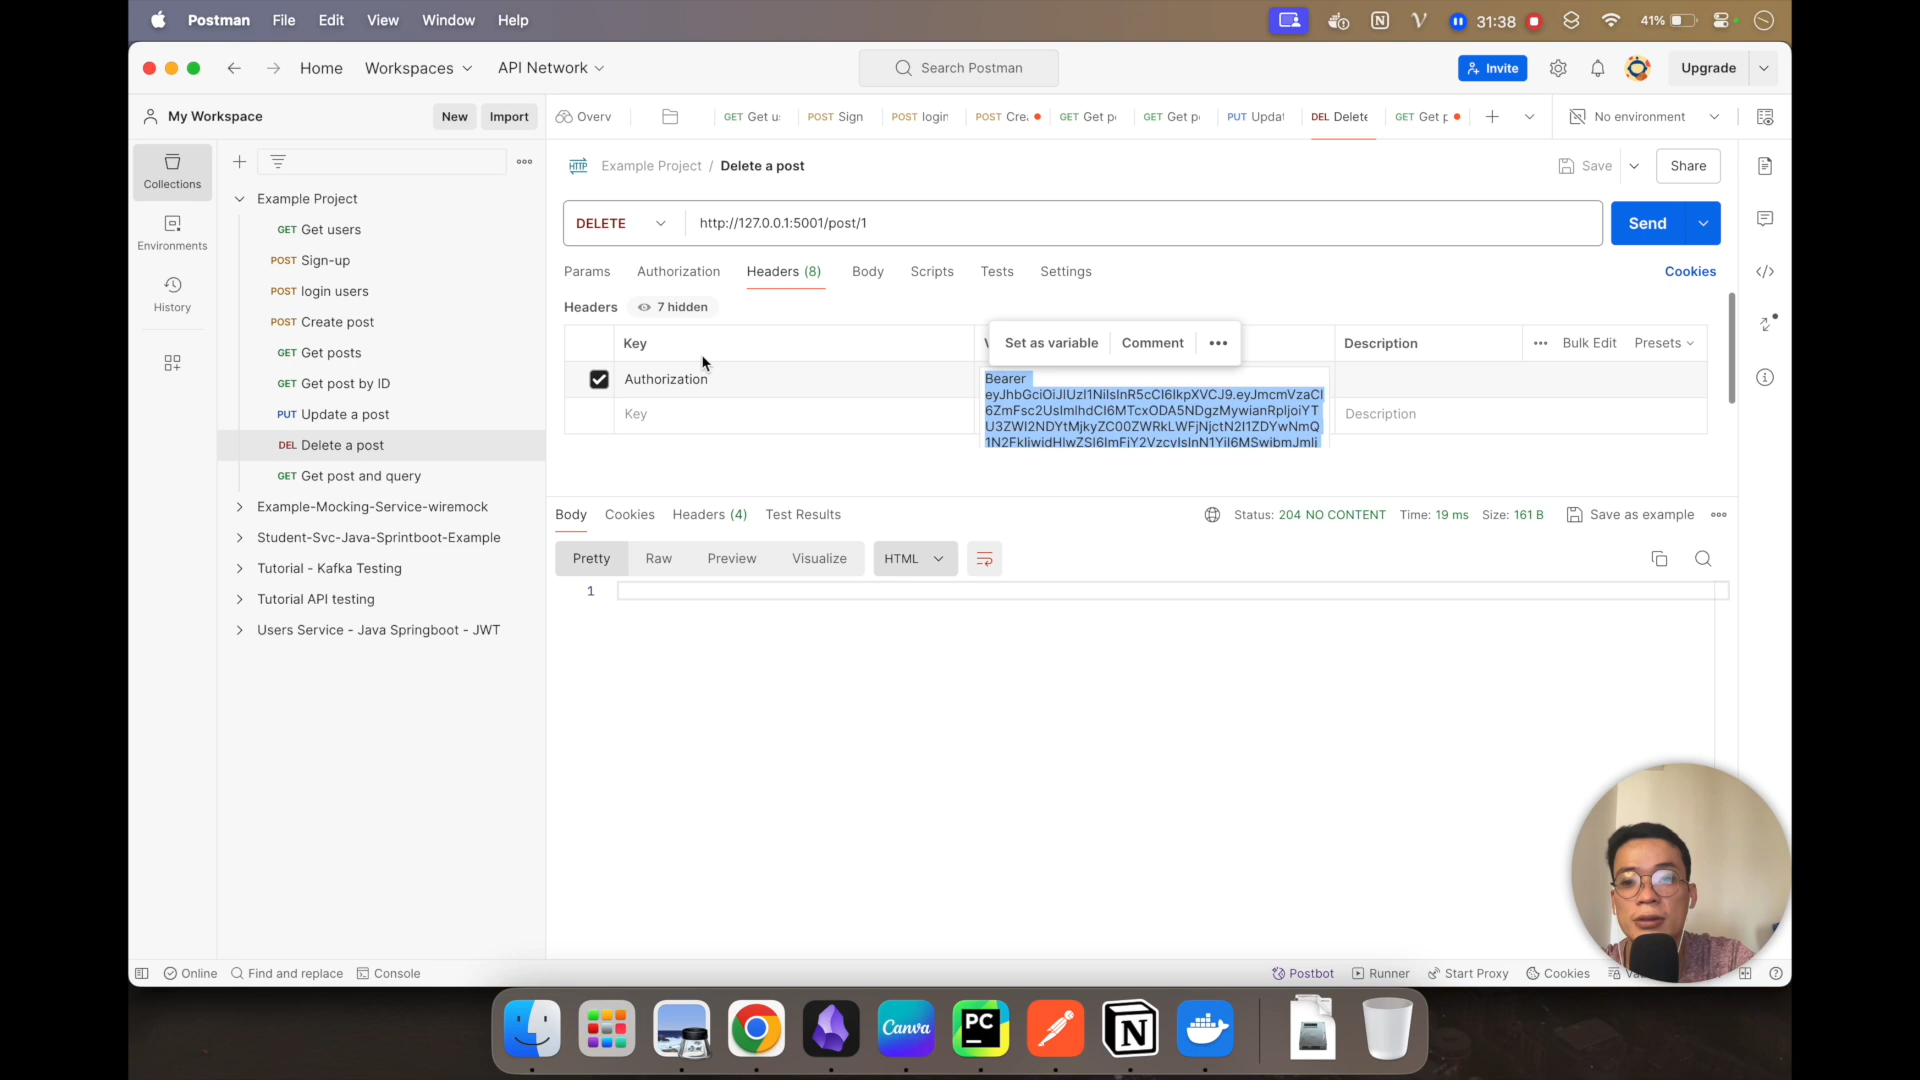 Postman File Edit View Window Help
31:38
41%
Home Workspaces API Network
Search Postman
Invite
Upgrade
My Workspace
New Import
Overv
GET Get u
POST Sign
POST login
POST Cre
GET Get p
GET Get p
PUT Updat
DEL Delete
GET Get p
No environment
Collections
Environments
History
Example Project
GET Get users
POST Sign-up
POST login users
POST Create post
GET Get posts
GET Get post by ID
PUT Update a post
DEL Delete a post
GET Get post and query
Example-Mocking-Service-wiremock
Student-Svc-Java-Sprintboot-Example
Tutorial - Kafka Testing
Tutorial API testing
Users Service - Java Springboot - JWT
HTTP Example Project / Delete a post
Save
Share
DELETE http://127.0.0.1:5001/post/1
Send
Params Authorization Headers (8) Body Scripts Tests Settings
Cookies
Headers 7 hidden
Key
Set as variable Comment
Description
Bulk Edit Presets
Authorization
Bearer
Key
Description
Body Cookies Headers (4) Test Results
Status: 204 NO CONTENT Time: 19 ms Size: 161 B
Save as example
Pretty Raw Preview Visualize HTML
1
Online Find and replace Console
Postbot Runner Start Proxy Cookies
Canva
PC